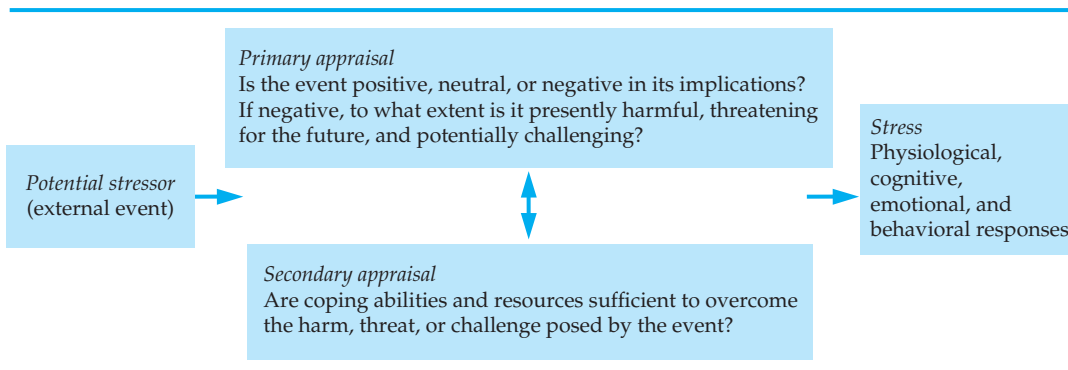 Potential stressor
(external event)
Primary appraisal
Is the event positive, neutral, or negative in its implications?
If negative, to what extent is it presently harmful, threatening
for the future, and potentially challenging?
Secondary appraisal
Are coping abilities and resources sufficient to overcome
the harm, threat, or challenge posed by the event?
Stress
Physiological,
cognitive,
emotional, and
behavioral responses